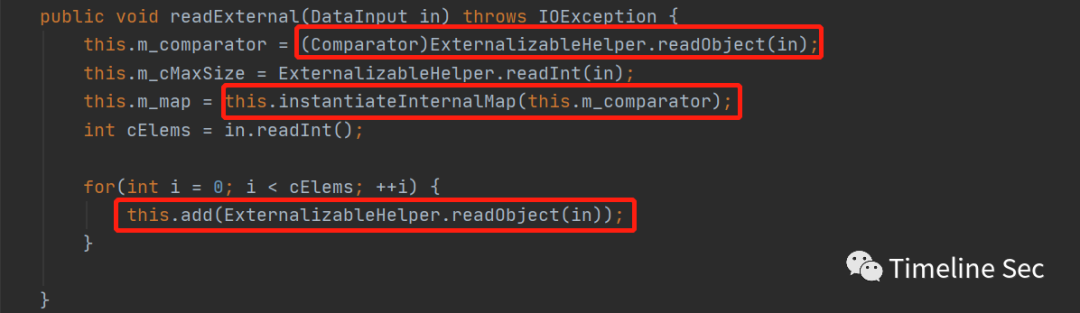 public void readExternal(DataInput in) throws IOException {
    this.m_comparator = (Comparator)ExternalizableHelper.readObject(in);
    this.m_cMaxSize = ExternalizableHelper.readInt(in);
    this.m_map = this.instantiateInternalMap(this.m_comparator);
    int cElems = in.readInt();

    for(int i = 0; i < cElems; ++i) {
        this.add(ExternalizableHelper.readObject(in));
    }

}
Timeline Sec